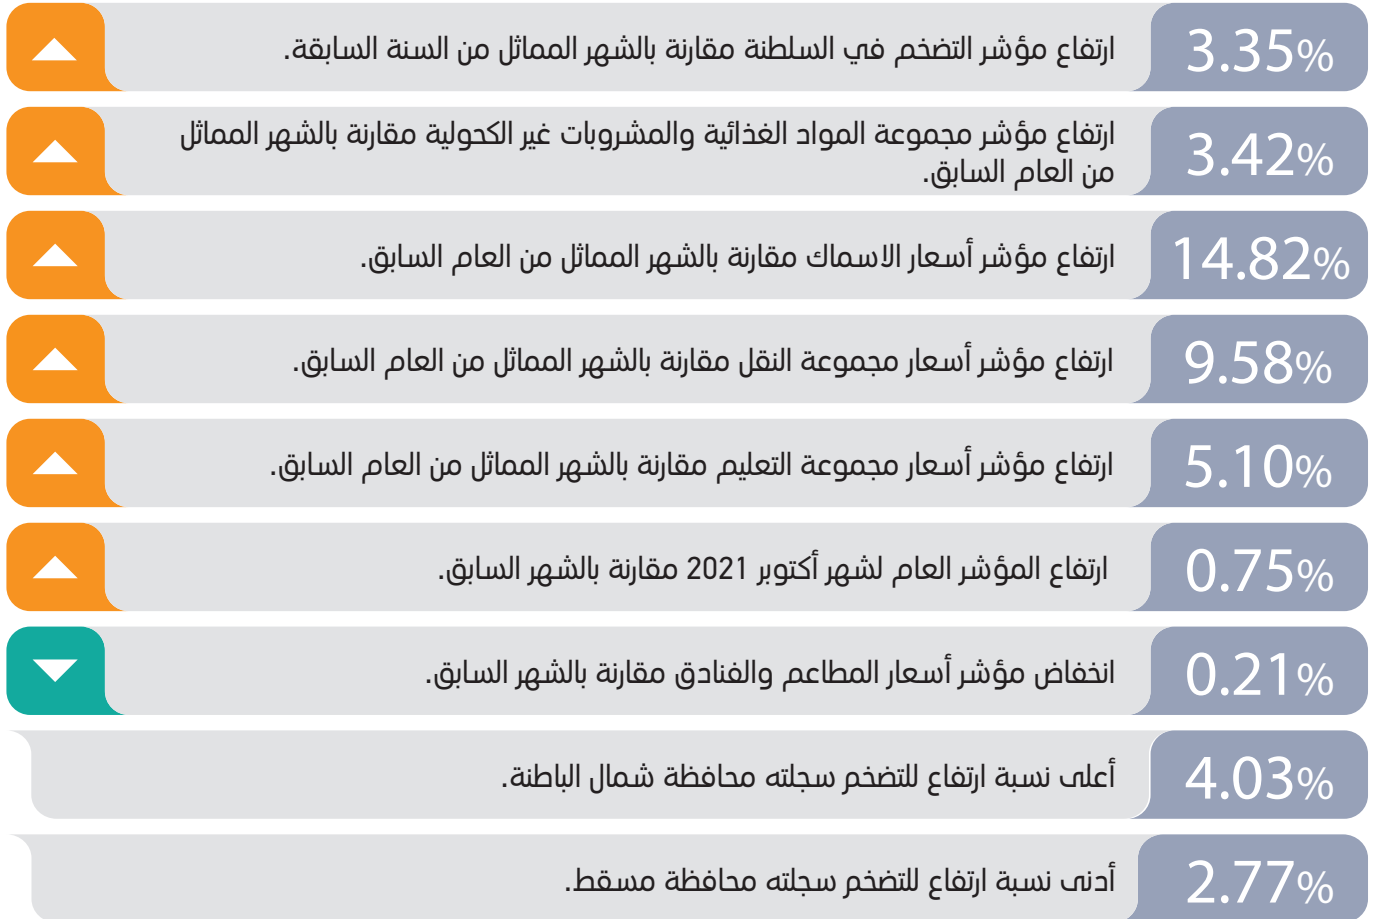 3.35%
ارتفاع مؤشر التضخم في السلطنة مقارنة بالشهر المماثل من السنة السابقة.
3.42%
ارتفاع مؤشر مجموعة المواد الغذائية والمشروبات غير الكحولية مقارنة بالشهر المماثل
من العام السابق.
14.82%
ارتفاع مؤشر أسعار الاسماك مقارنة بالشهر المماثل من العام السابق.
9.58%
ارتفاع مؤشر أسعار مجموعة النقل مقارنة بالشهر المماثل من العام السابق.
5.10%
ارتفاع مؤشر أسعار مجموعة التعليم مقارنة بالشهر المماثل من العام السابق.
0.75%
ارتفاع المؤشر العام لشهر أكتوبر 2021 مقارنة بالشهر السابق.
0.21%
انخفاض مؤشر أسعار المطاعم والفنادق مقارنة بالشهر السابق.
4.03%
أعلى نسبة ارتفاع للتضخم سجلته محافظة شمال الباطنة.
2.77%
أدنى نسبة ارتفاع للتضخم سجلته محافظة مسقط.